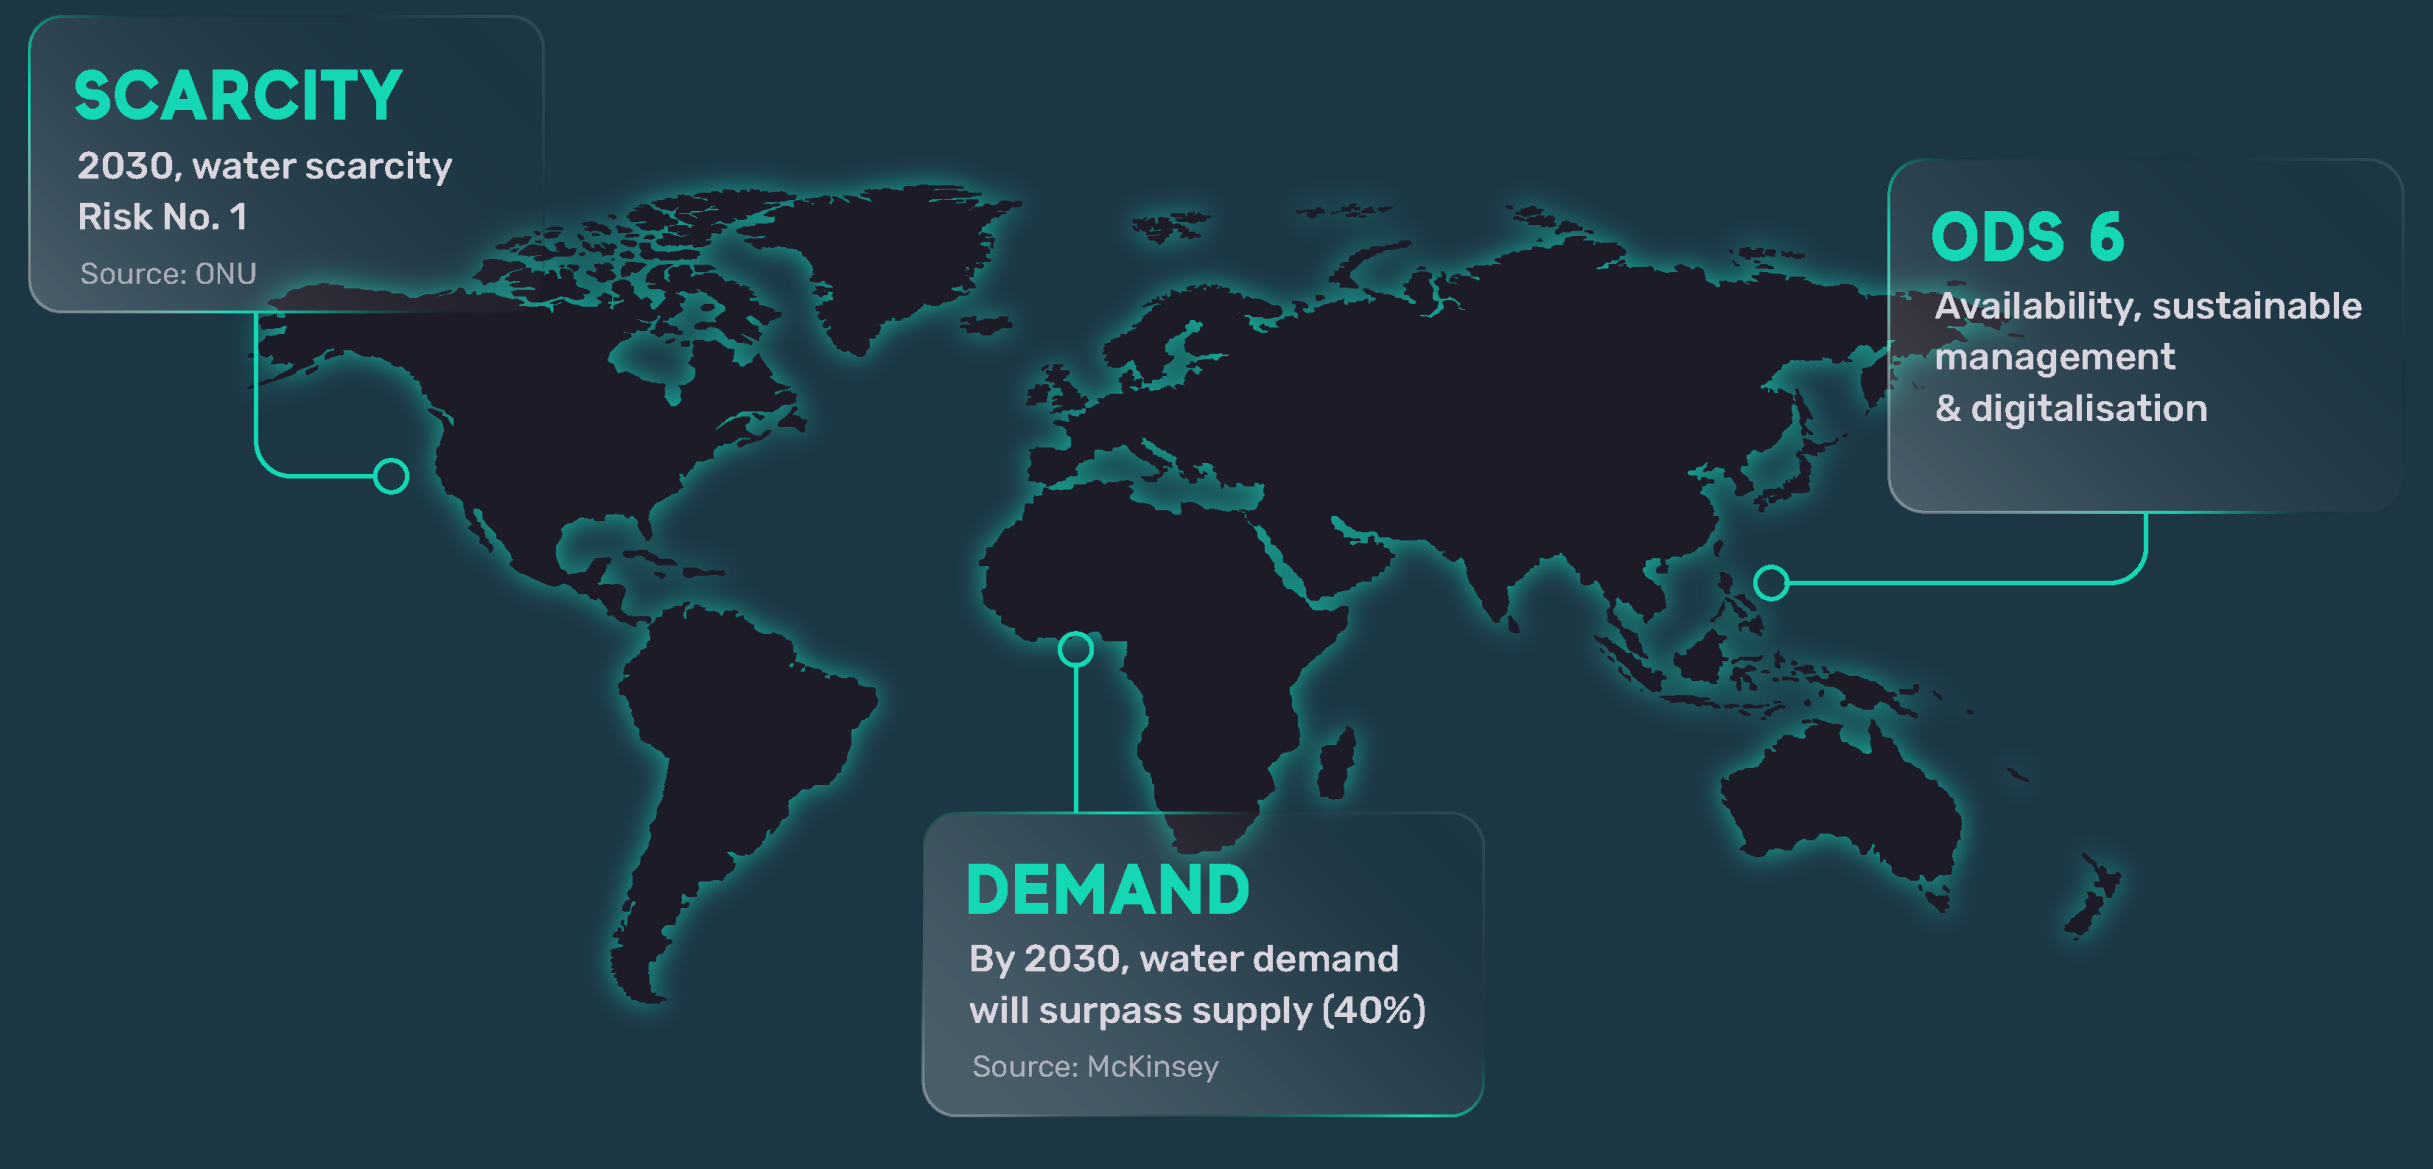 SCARCITY
2030, water scarcity
Risk No. 1
Source: ONU
ODS 6
Availability, sustainable
management
& digitalisation
DEMAND
By 2030, water demand
will surpass supply (40%)
Source: McKinsey